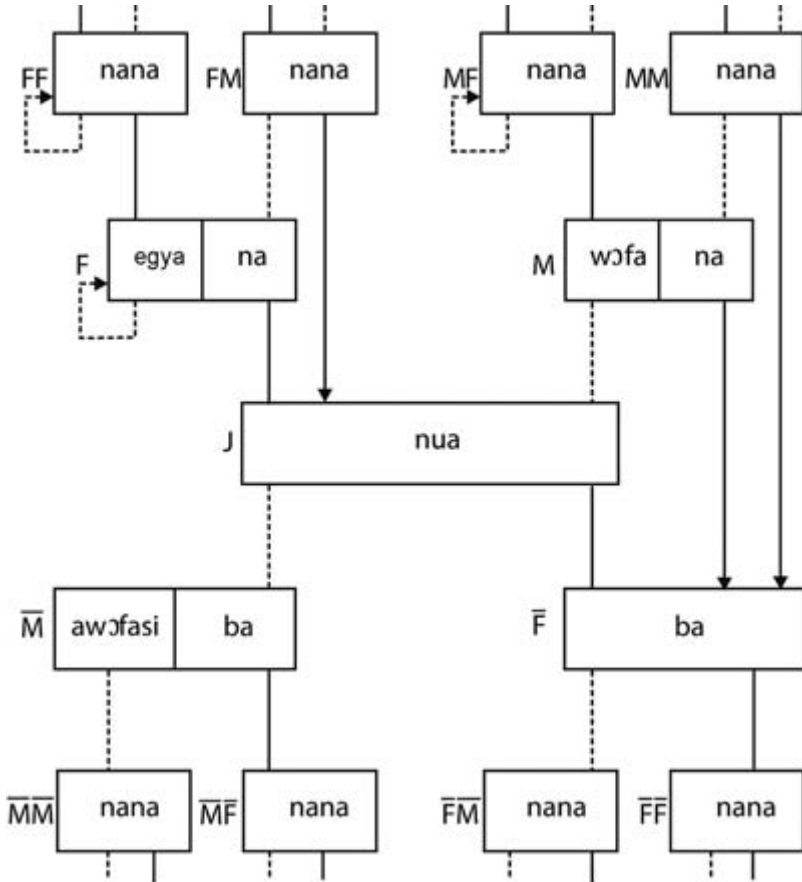 FF nana FM nana MF nana MM nana
F egya na M wɔfa na
J nua
M̅ awɔfasi ba F̅ ba
M̅M̅ nana M̅F̅ nana F̅M̅ nana F̅F̅ nana